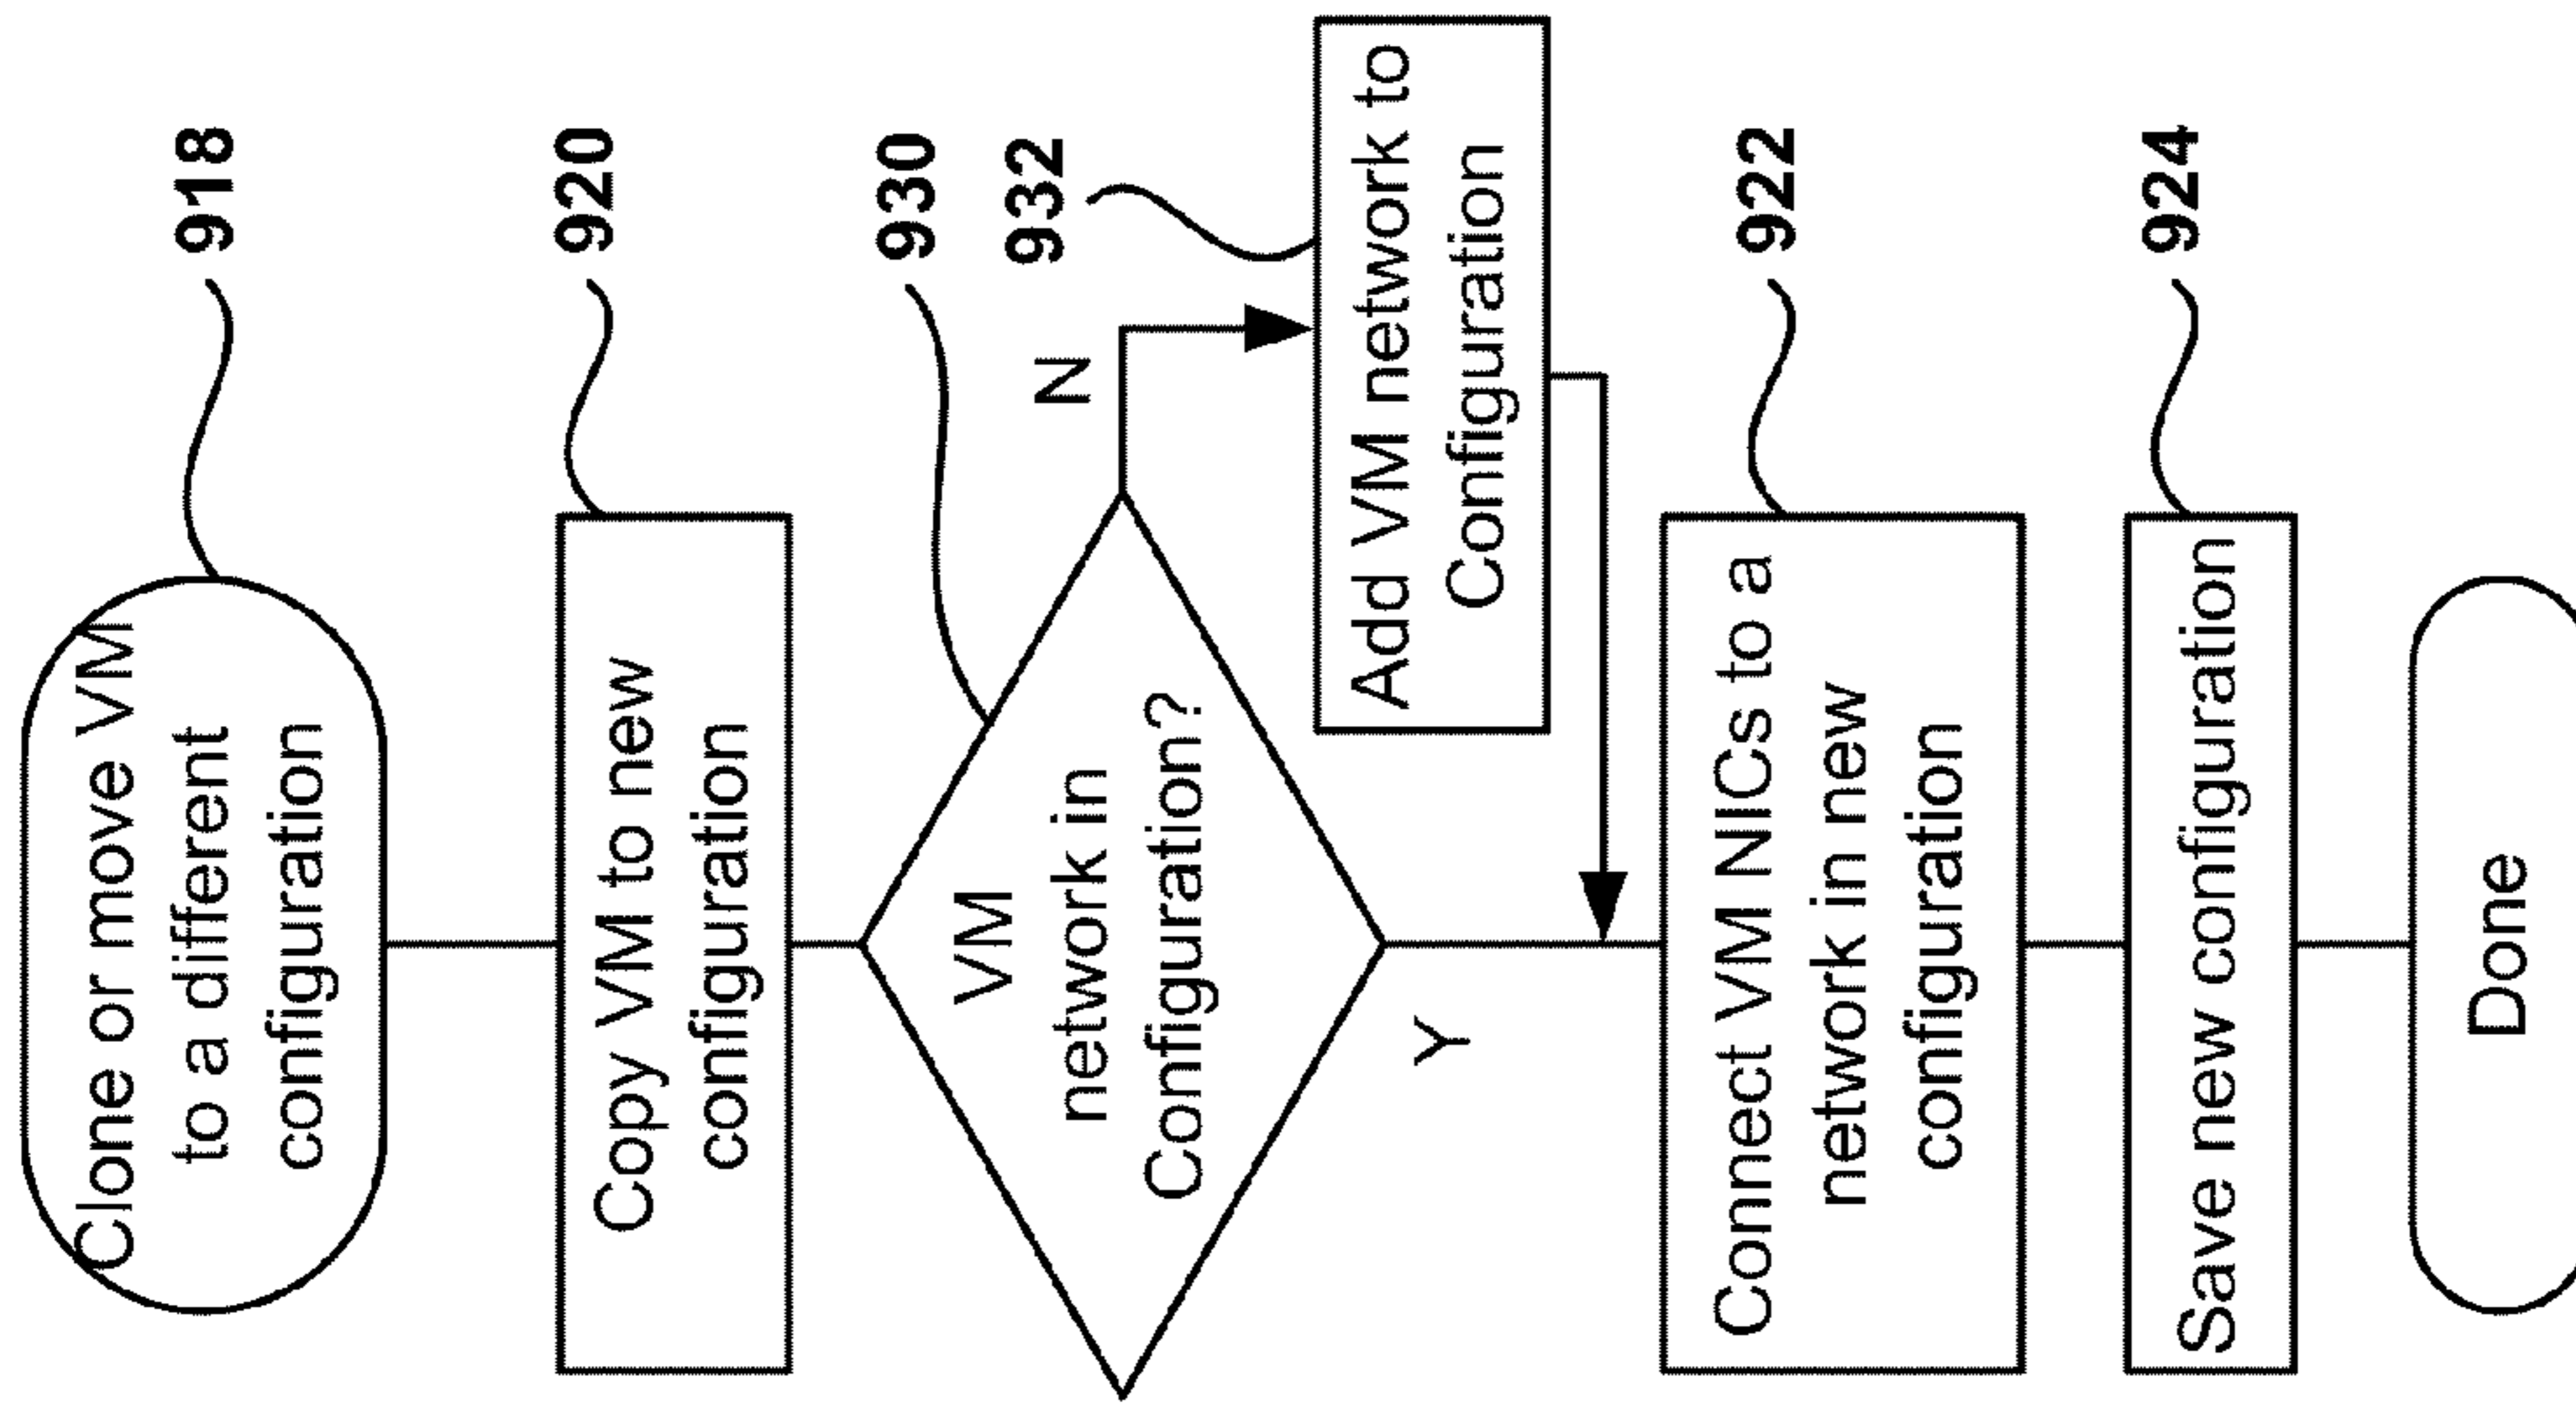 Clone or move VM
to a different
configuration
918
Copy VM to new
configuration
920
VM
network in
Configuration?
930
N
932
Add VM network to
Configuration
Y
Connect VM NICs to a
network in new
configuration
922
Save new configuration
924
Done